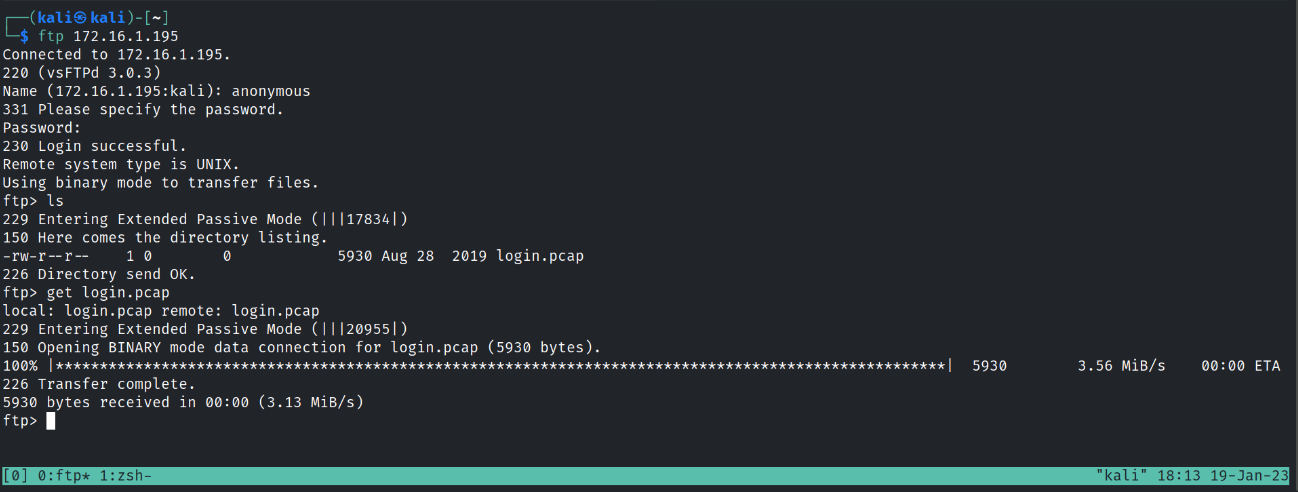 ┌──(kali㉿kali)-[~]
└─$ ftp 172.16.1.195
Connected to 172.16.1.195.
220 (vsFTPd 3.0.3)
Name (172.16.1.195:kali): anonymous
331 Please specify the password.
Password:
230 Login successful.
Remote system type is UNIX.
Using binary mode to transfer files.
ftp> ls
229 Entering Extended Passive Mode (|||17834|)
150 Here comes the directory listing.
-rw-r--r--    1 0        0            5930 Aug 28  2019 login.pcap
226 Directory send OK.
ftp> get login.pcap
local: login.pcap remote: login.pcap
229 Entering Extended Passive Mode (|||20955|)
150 Opening BINARY mode data connection for login.pcap (5930 bytes).
100% |*****************************************************************************************************|  5930        3.56 MiB/s    00:00 ETA
226 Transfer complete.
5930 bytes received in 00:00 (3.13 MiB/s)
ftp>
[0] 0:ftp* 1:zsh- "kali" 18:13 19-Jan-23